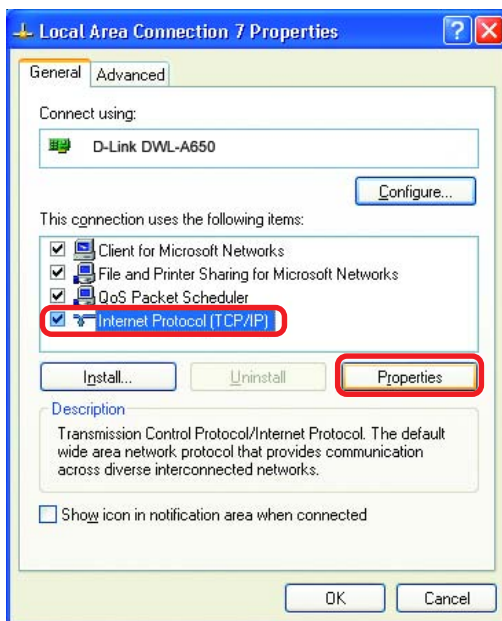 Local Area Connection 7 Properties
General Advanced
Connect using:
D-Link DWL-A650
Configure...
This connection uses the following items:
Client for Microsoft Networks
File and Printer Sharing for Microsoft Networks
QoS Packet Scheduler
Internet Protocol (TCP/IP)
Install... Uninstall Properties
Description
Transmission Control Protocol/Internet Protocol. The default
wide area network protocol that provides communication
across diverse interconnected networks.
Show icon in notification area when connected
OK Cancel